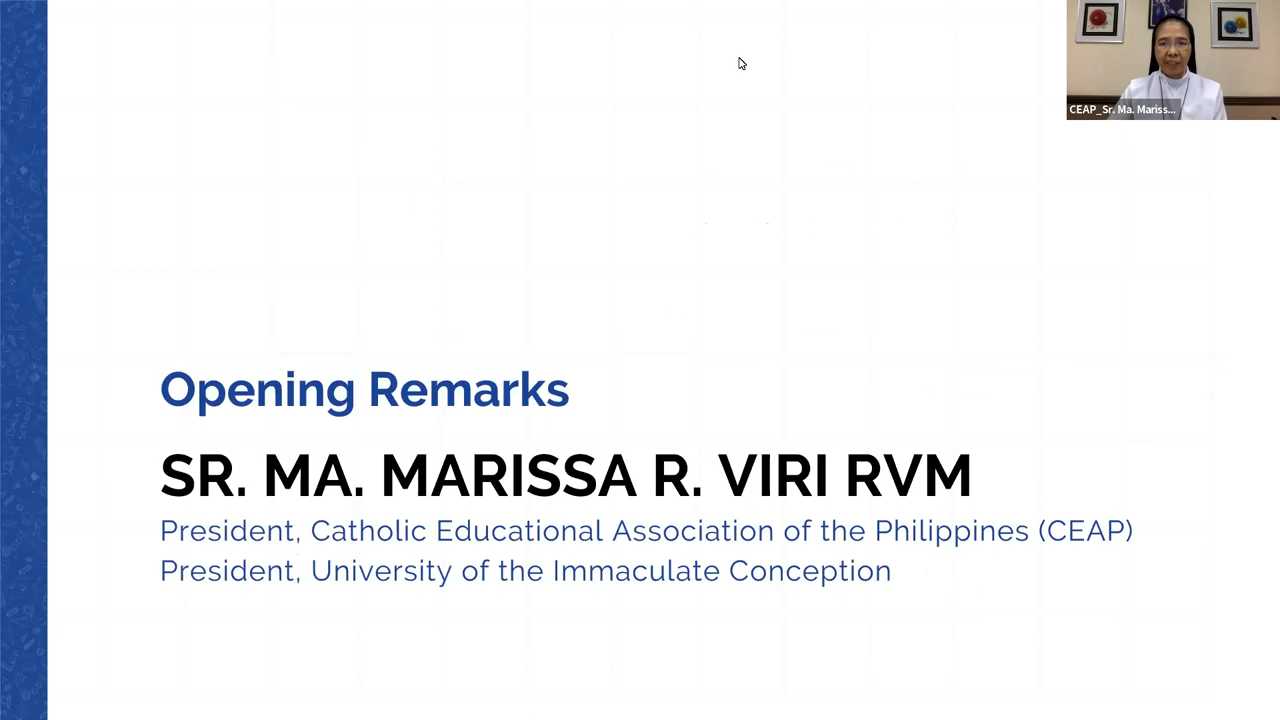 CEAP_Sr. Ma. Mariss...
Opening Remarks
SR. MA. MARISSA R. VIRI RVM
President, Catholic Educational Association of the Philippines (CEAP)
President, University of the Immaculate Conception